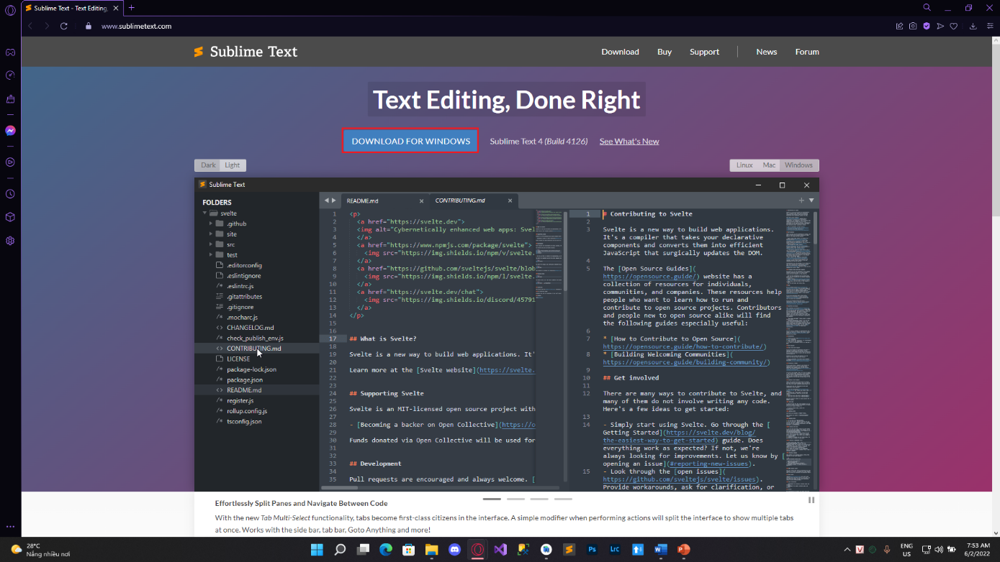 Sublime Text - Text Editing,
www.sublimetext.com
Sublime Text
Download Buy Support News Forum
Text Editing, Done Right
DOWNLOAD FOR WINDOWS
Sublime Text 4 (Build 4126) See What's New
Dark Light
Linux Mac Windows
Sublime Text
FOLDERS
svelte
.github
site
src
test
.editorconfig
.eslintignore
.eslintrc.js
.gitattributes
.gitignore
.mocharc.js
CHANGELOG.md
check_publish_env.js
CONTRIBUTING.md
LICENSE
package-lock.json
package.json
README.md
register.js
rollup.config.js
tsconfig.json
README.md
CONTRIBUTING.md
1 <p>
2 <a href="https://svelte.dev">
3 <img alt="Cybernetically enhanced web apps: Svel
4 </a>
5 <a href="https://www.npmjs.com/package/svelte">
6 <img src="https://img.shields.io/npm/v/svelte.
7 </a>
8 <a href="https://github.com/sveltejs/svelte/blob
9 <img src="https://img.shields.io/npm/l/svelte.
10 </a>
11 <a href="https://svelte.dev/chat">
12 <img src="https://img.shields.io/discord/45791
13 </a>
14 </p>
15
16
17 ## What is Svelte?
18
19 Svelte is a new way to build web applications. It'
20
21 Learn more at the [Svelte website](https://svelte.
22
23
24 ## Supporting Svelte
25
26 Svelte is an MIT-licensed open source project with
27
28 - [Becoming a backer on Open Collective](https://o
29
30 Funds donated via Open Collective will be used for
31
32
33 ## Development
34
35 Pull requests are encouraged and always welcome. [
1 # Contributing to Svelte
2
3 Svelte is a new way to build web applications.
It's a compiler that takes your declarative
components and converts them into efficient
JavaScript that surgically updates the DOM.
4
5 The [Open Source Guides](
https://opensource.guide/) website has a
collection of resources for individuals,
communities, and companies. These resources help
people who want to learn how to run and
contribute to open source projects. Contributors
and people new to open source alike will find
the following guides especially useful:
6
7 * [How to Contribute to Open Source](
https://opensource.guide/how-to-contribute/)
8 * [Building Welcoming Communities](
https://opensource.guide/building-community/)
9
10 ## Get involved
11
12 There are many ways to contribute to Svelte, and
many of them do not involve writing any code.
Here's a few ideas to get started:
13
14 - Simply start using Svelte. Go through the [
Getting Started](https://svelte.dev/blog/
the-easiest-way-to-get-started) guide. Does
everything work as expected? If not, we're
always looking for improvements. Let us know by [
opening an issue](#reporting-new-issues).
15 - Look through the [open issues](
https://github.com/sveltejs/svelte/issues).
Provide workarounds, ask for clarification, or
Effortlessly Split Panes and Navigate Between Code
With the new Tab Multi-Select functionality, tabs become first-class citizens in the interface. A simple modifier when performing actions will split the interface to show multiple tabs
at once. Works with the side bar, tab bar, Goto Anything and more!
28°C
Nắng nhiều nơi
Ps
LrC
ENG
US
7:53 AM
6/2/2022